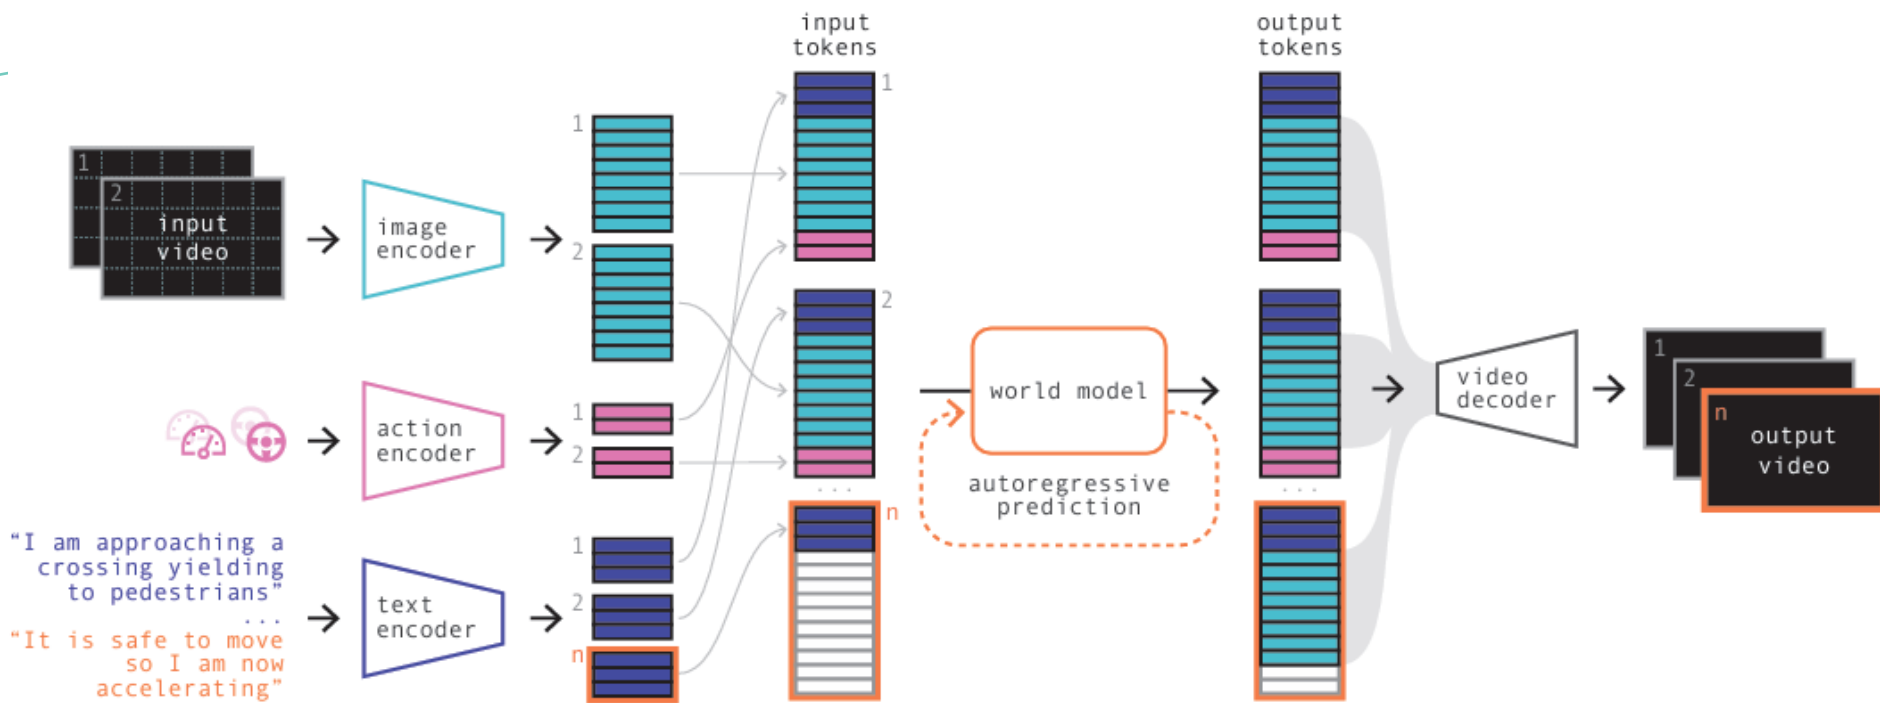 input
tokens
output
tokens
1
2
input
video
image
encoder
1
2
action
encoder
1
2
"I am approaching a
crossing yielding
to pedestrians"
...
"It is safe to move
so I am now
accelerating"
text
encoder
1
2
n
1
2
...
n
world model
autoregressive
prediction
...
video
decoder
1
2
n
output
video